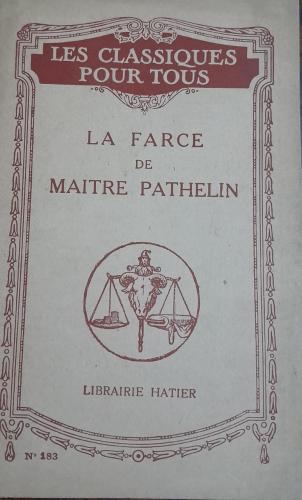 LES CLASSIQUES
POUR TOUS
LA FARCE
DE
MAITRE PATHELIN
LIBRAIRIE HATIER
N° 183